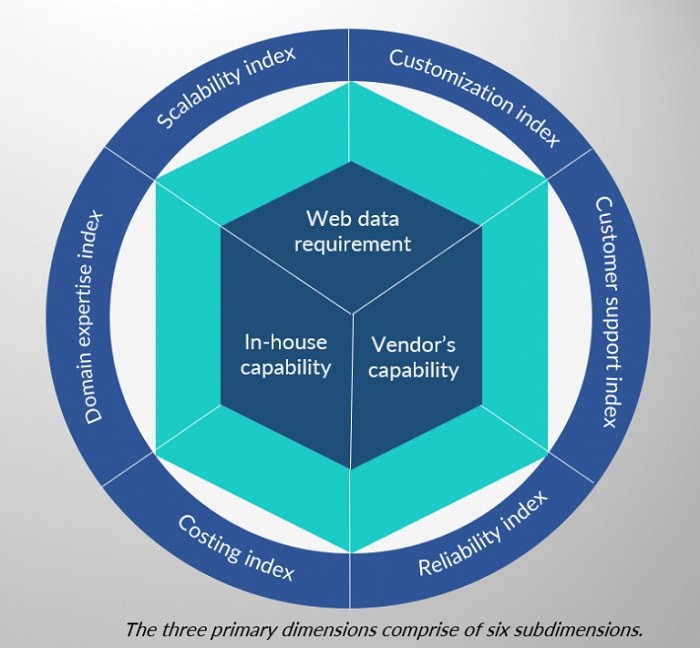 Scalability index
Customization index
Domain expertise index
Customer support index
Web data
requirement
In-house
capability
Vendor's
capability
Costing index
Reliability index
The three primary dimensions comprise of six subdimensions.